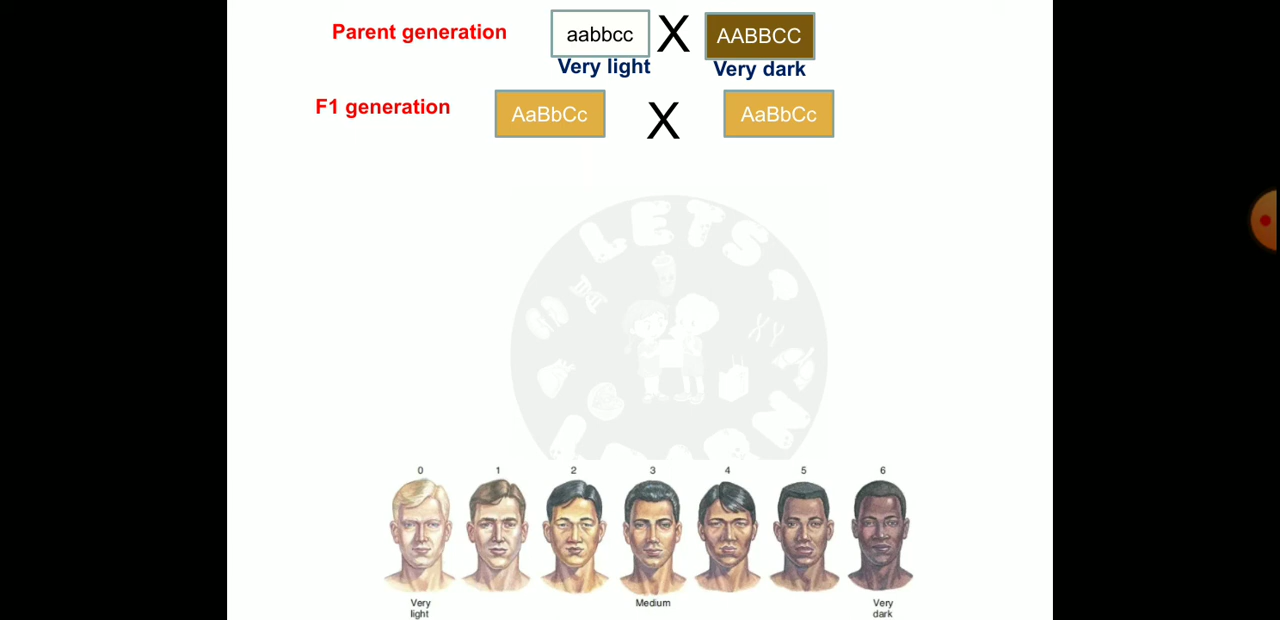 Parent generation
aabbcc X AABBCC
Very light Very dark
F1 generation
AaBbCc X AaBbCc
LETS
0 1 2 3 4 5 6
Very light
Medium
Very dark